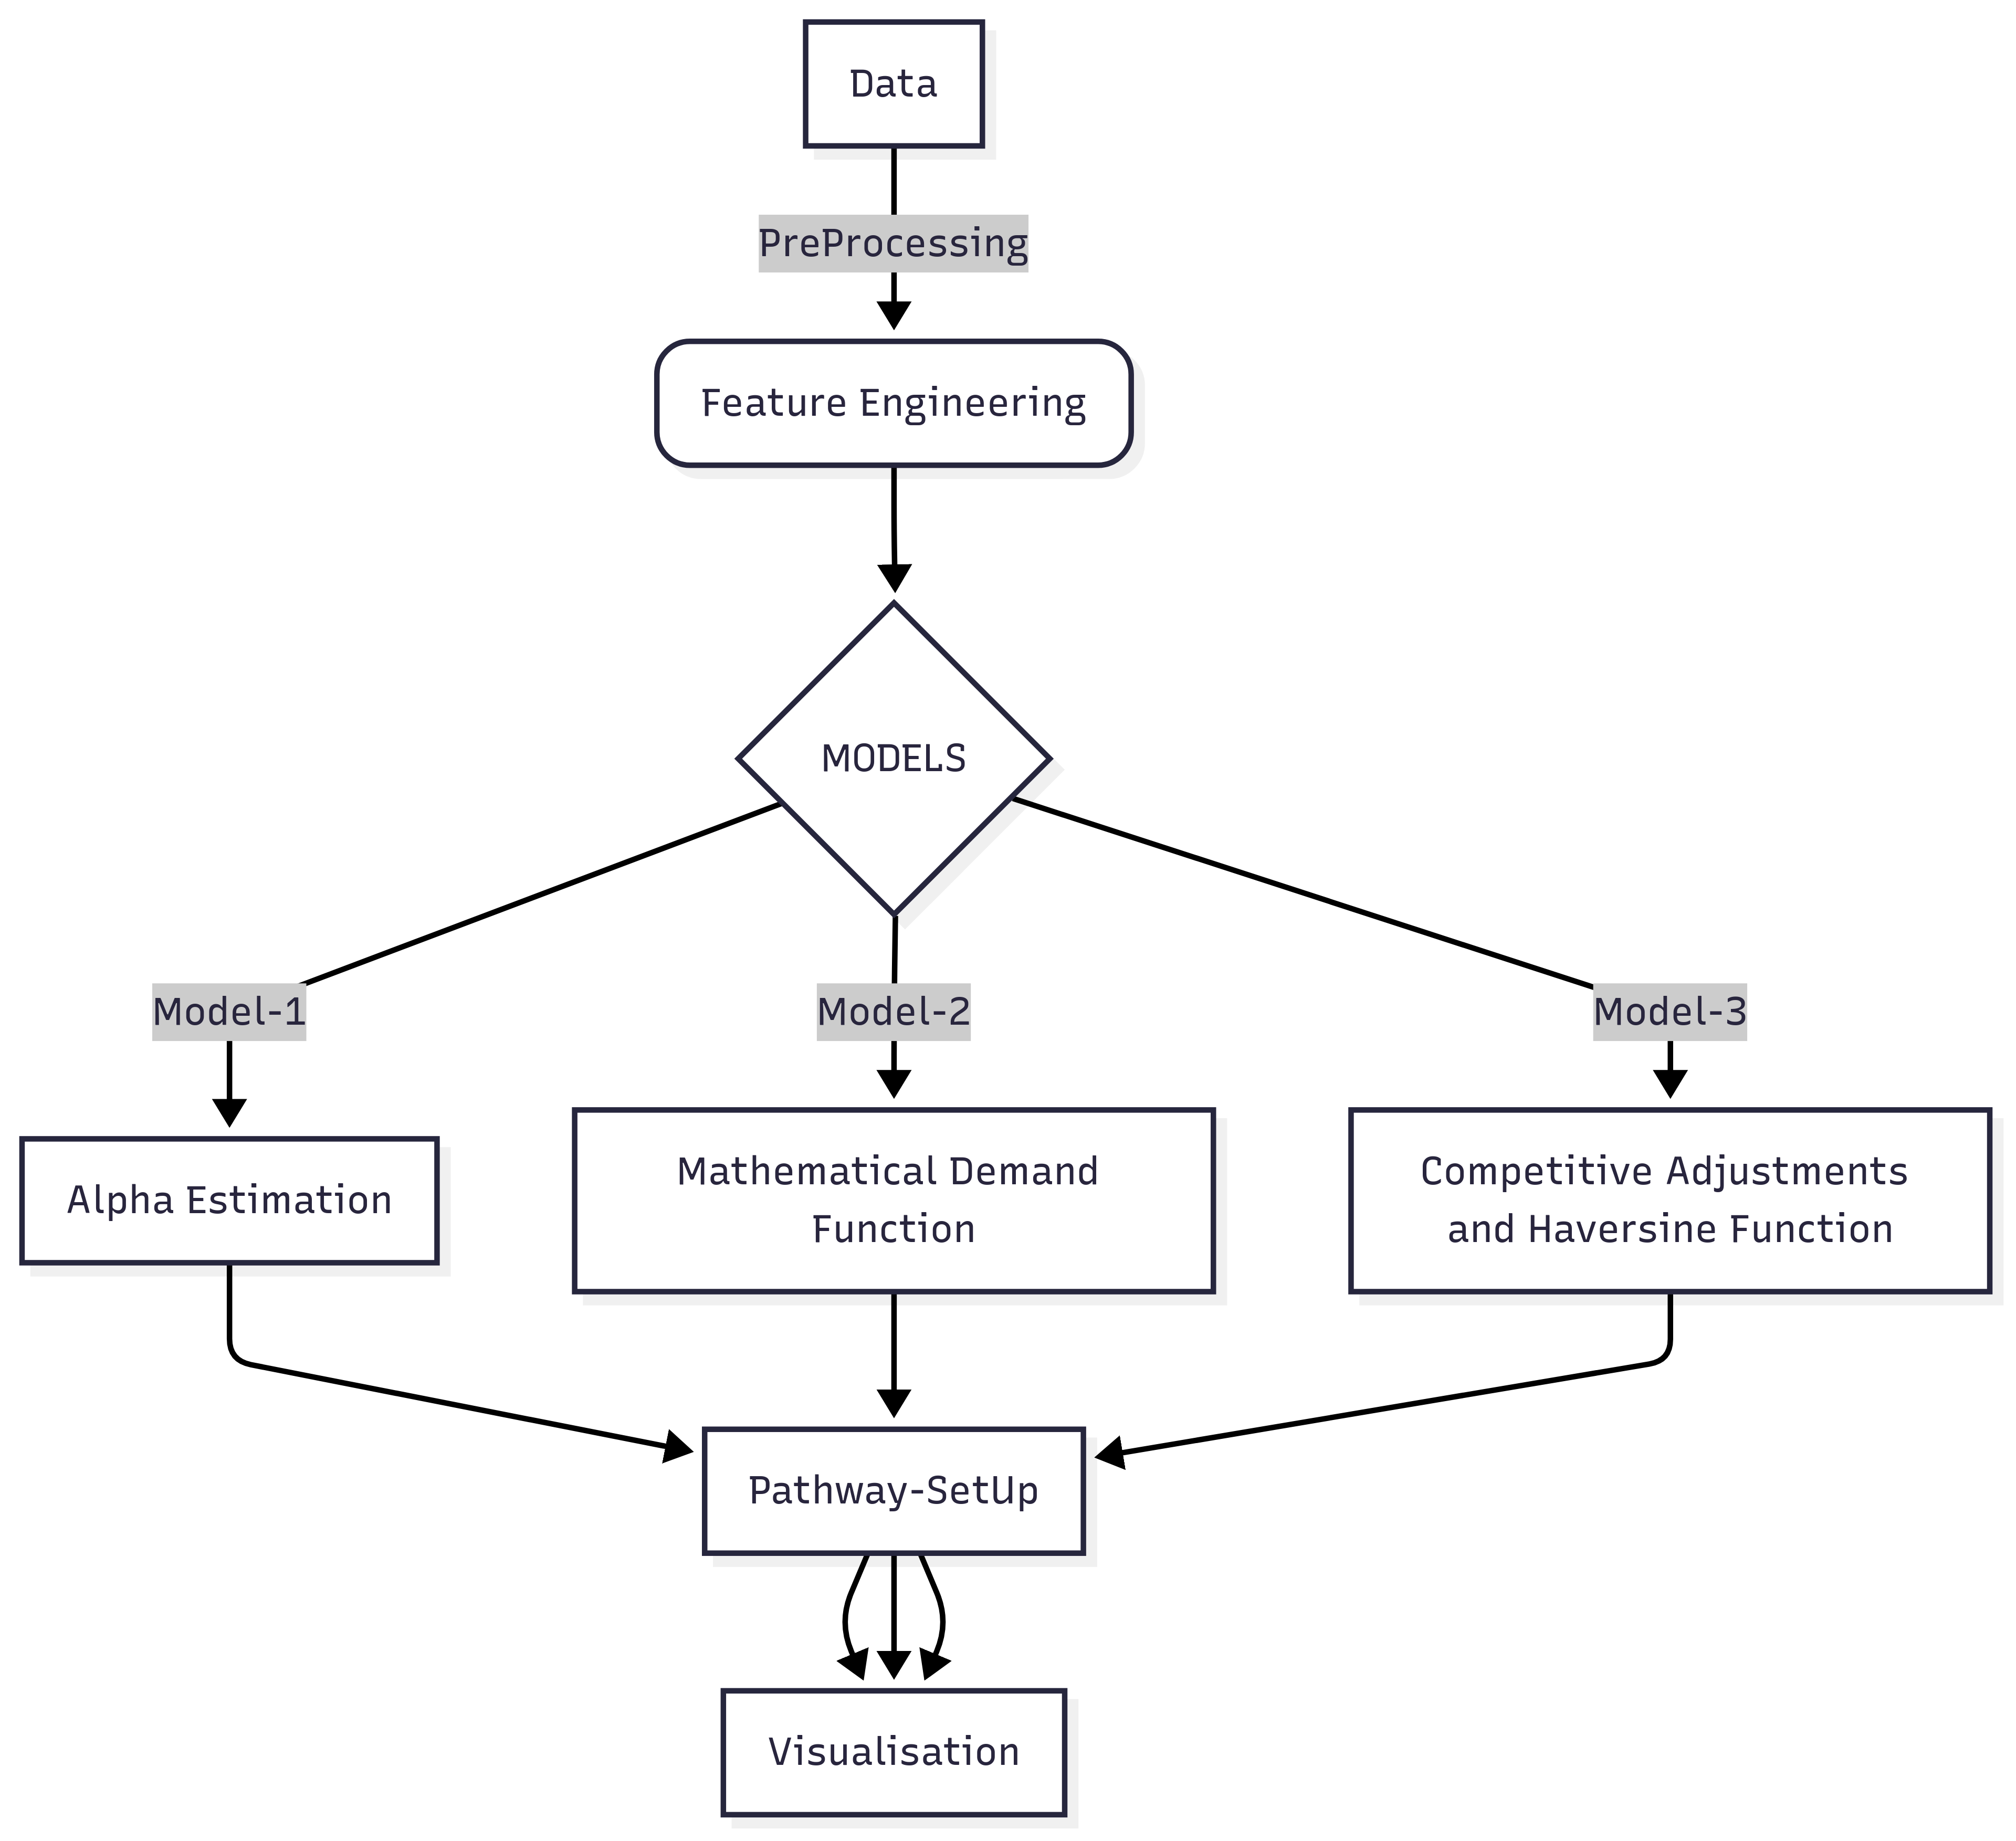 Data
PreProcessing
Feature Engineering
MODELS
Model-1
Model-2
Model-3
Alpha Estimation
Mathematical Demand
Function
Competitive Adjustments
and Haversine Function
Pathway-SetUp
Visualisation